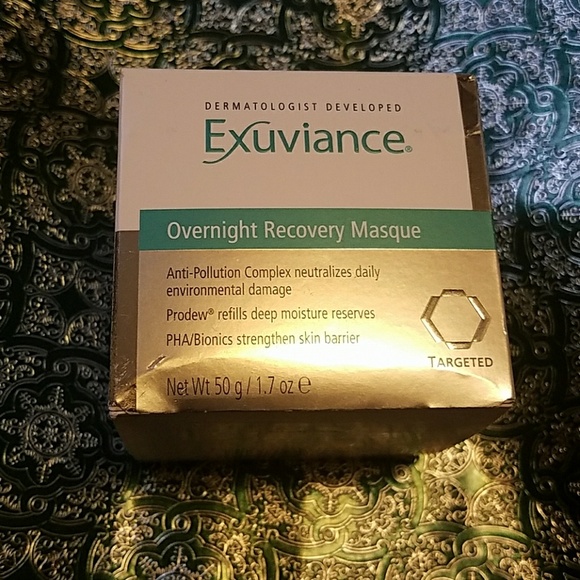 DERMATOLOGIST DEVELOPED
Exuviance®
Overnight Recovery Masque
Anti-Pollution Complex neutralizes daily
environmental damage
Prodew® refills deep moisture reserves
PHA/Bionics strengthen skin barrier
TARGETED
Net Wt 50 g / 1.7 oz ℮